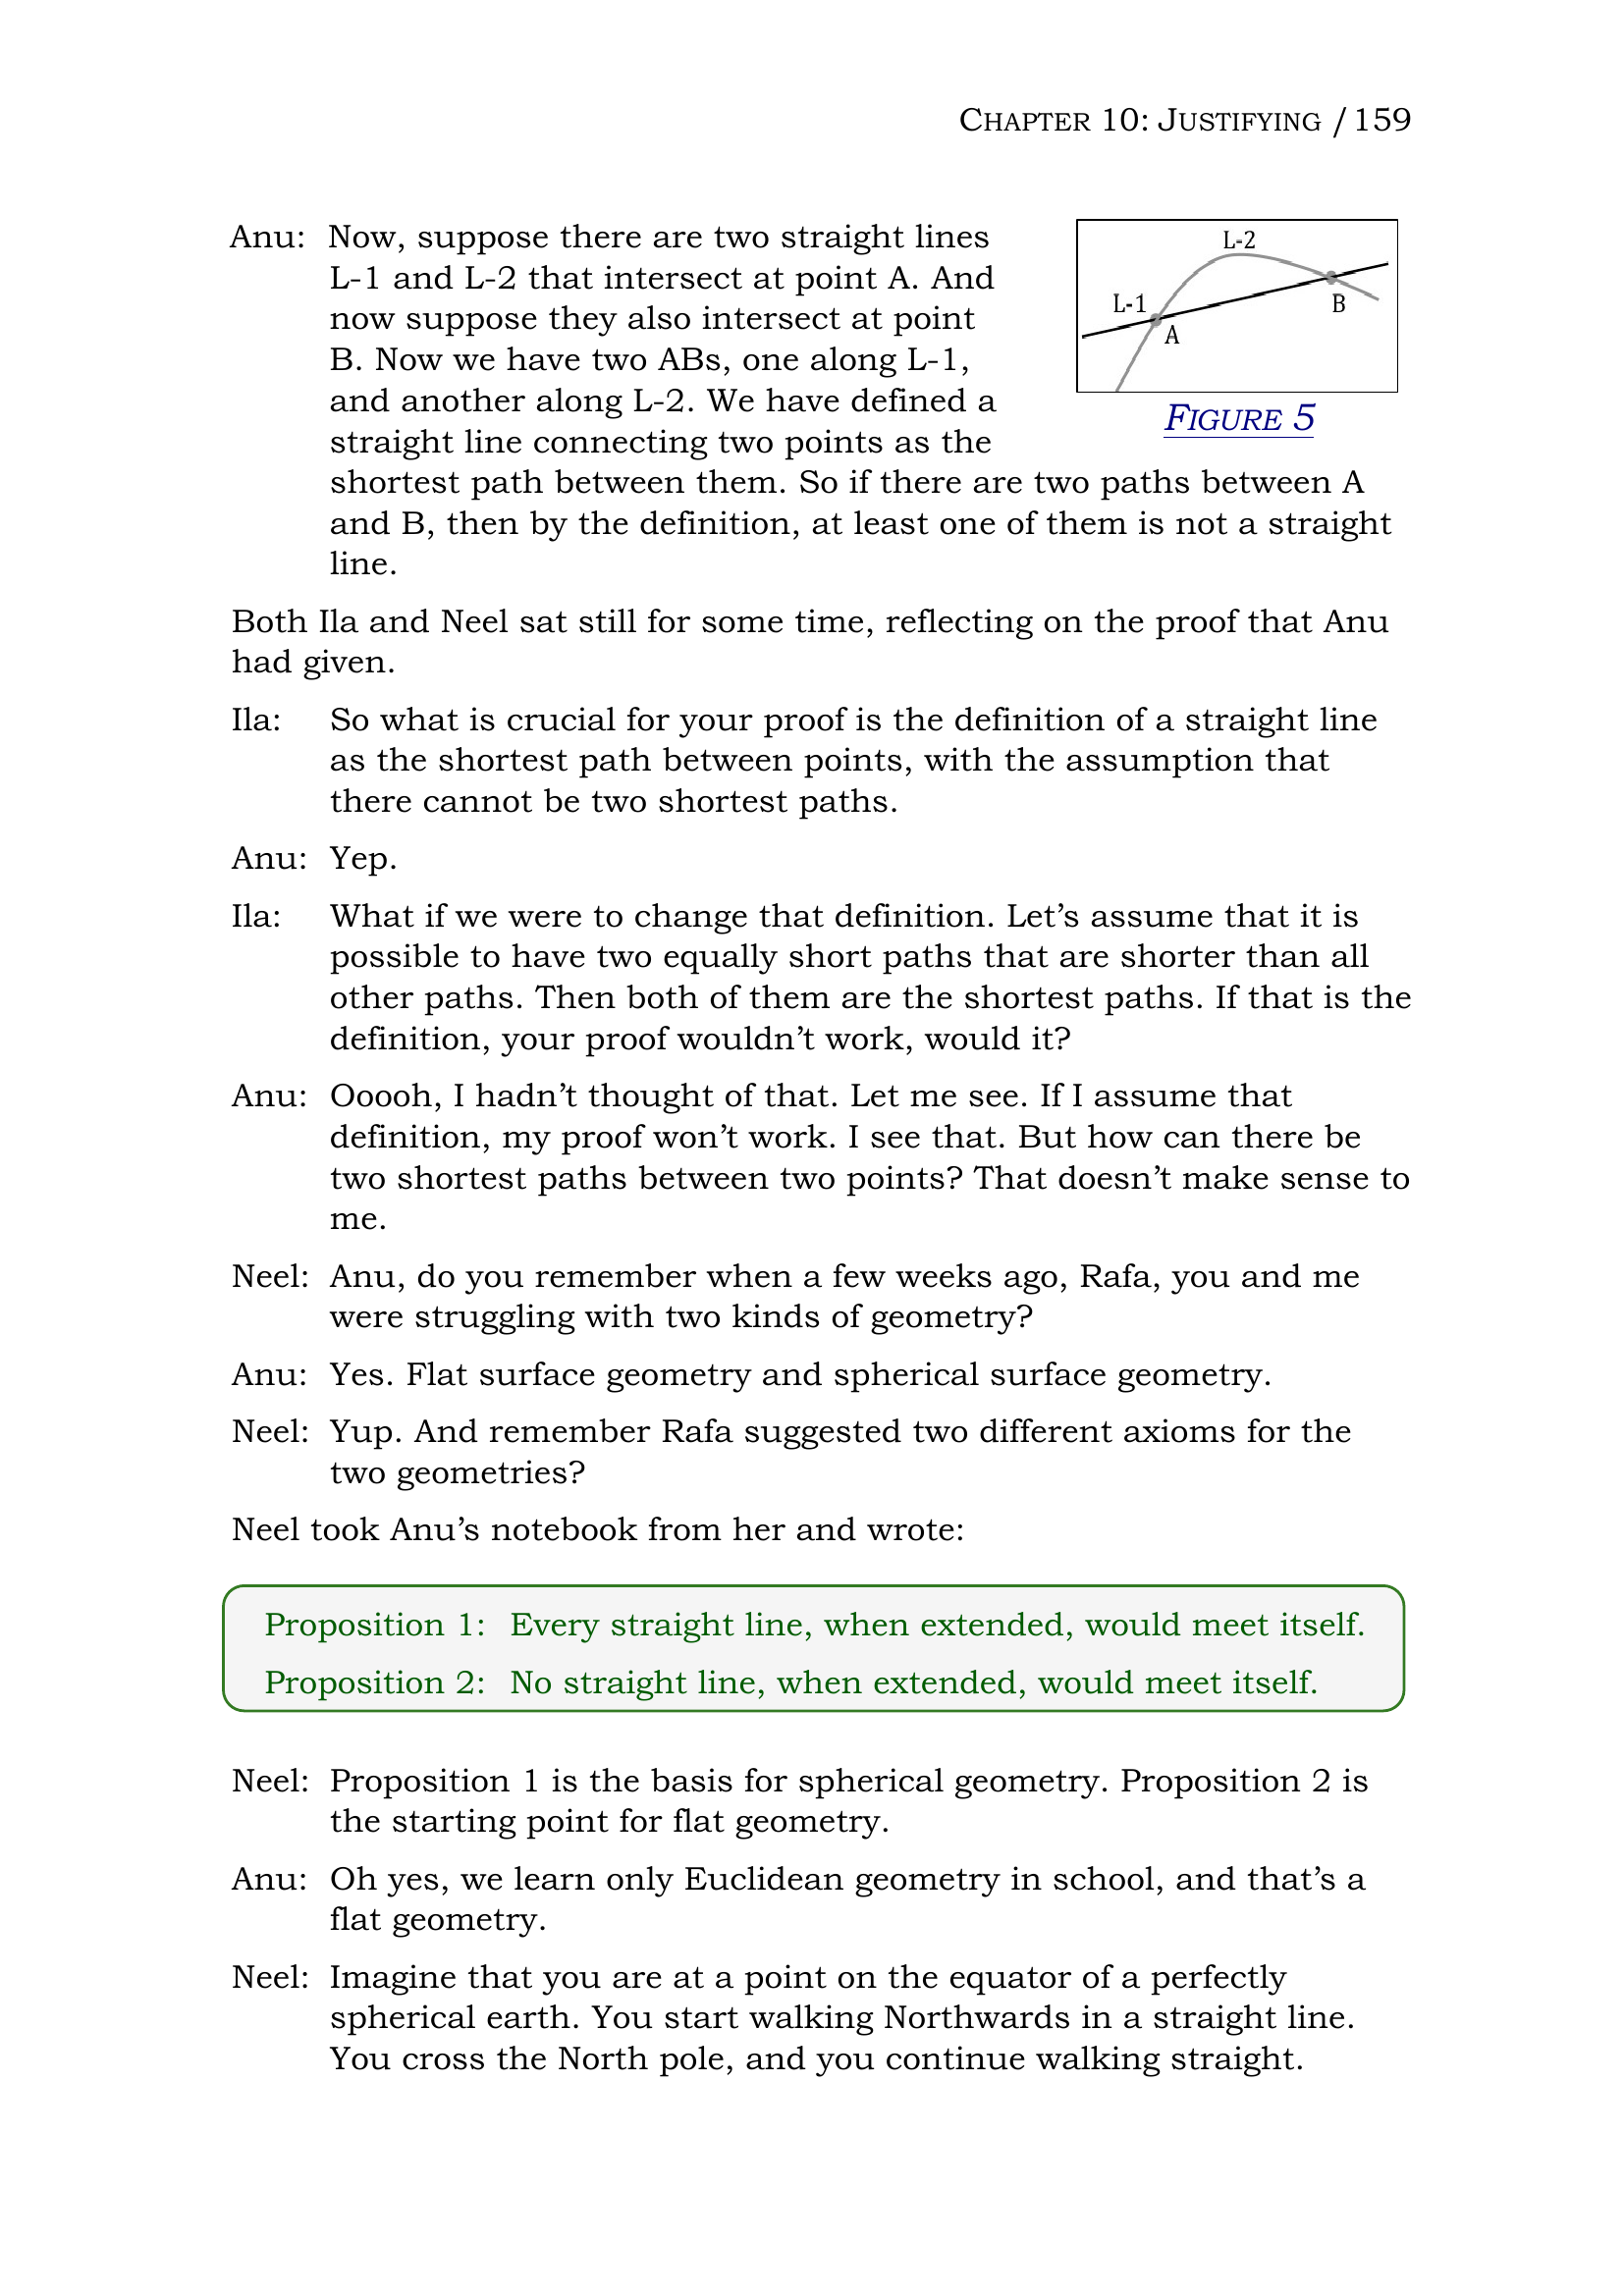 CHAPTER 10: JUSTIFYING / 159
Anu: Now, suppose there are two straight lines
L-1 and L-2 that intersect at point A. And
now suppose they also intersect at point
B. Now we have two ABs, one along L-1,
and another along L-2. We have defined a
straight line connecting two points as the
L-2
L-1
A
B
FIGURE 5
shortest path between them. So if there are two paths between A
and B, then by the definition, at least one of them is not a straight
line.
Both Ila and Neel sat still for some time, reflecting on the proof that Anu
had given.
Ila: So what is crucial for your proof is the definition of a straight line
as the shortest path between points, with the assumption that
there cannot be two shortest paths.
Anu: Yep.
Ila: What if we were to change that definition. Let’s assume that it is
possible to have two equally short paths that are shorter than all
other paths. Then both of them are the shortest paths. If that is the
definition, your proof wouldn’t work, would it?
Anu: Ooooh, I hadn’t thought of that. Let me see. If I assume that
definition, my proof won’t work. I see that. But how can there be
two shortest paths between two points? That doesn’t make sense to
me.
Neel: Anu, do you remember when a few weeks ago, Rafa, you and me
were struggling with two kinds of geometry?
Anu: Yes. Flat surface geometry and spherical surface geometry.
Neel: Yup. And remember Rafa suggested two different axioms for the
two geometries?
Neel took Anu’s notebook from her and wrote:
Proposition 1: Every straight line, when extended, would meet itself.
Proposition 2: No straight line, when extended, would meet itself.
Neel: Proposition 1 is the basis for spherical geometry. Proposition 2 is
the starting point for flat geometry.
Anu: Oh yes, we learn only Euclidean geometry in school, and that’s a
flat geometry.
Neel: Imagine that you are at a point on the equator of a perfectly
spherical earth. You start walking Northwards in a straight line.
You cross the North pole, and you continue walking straight.